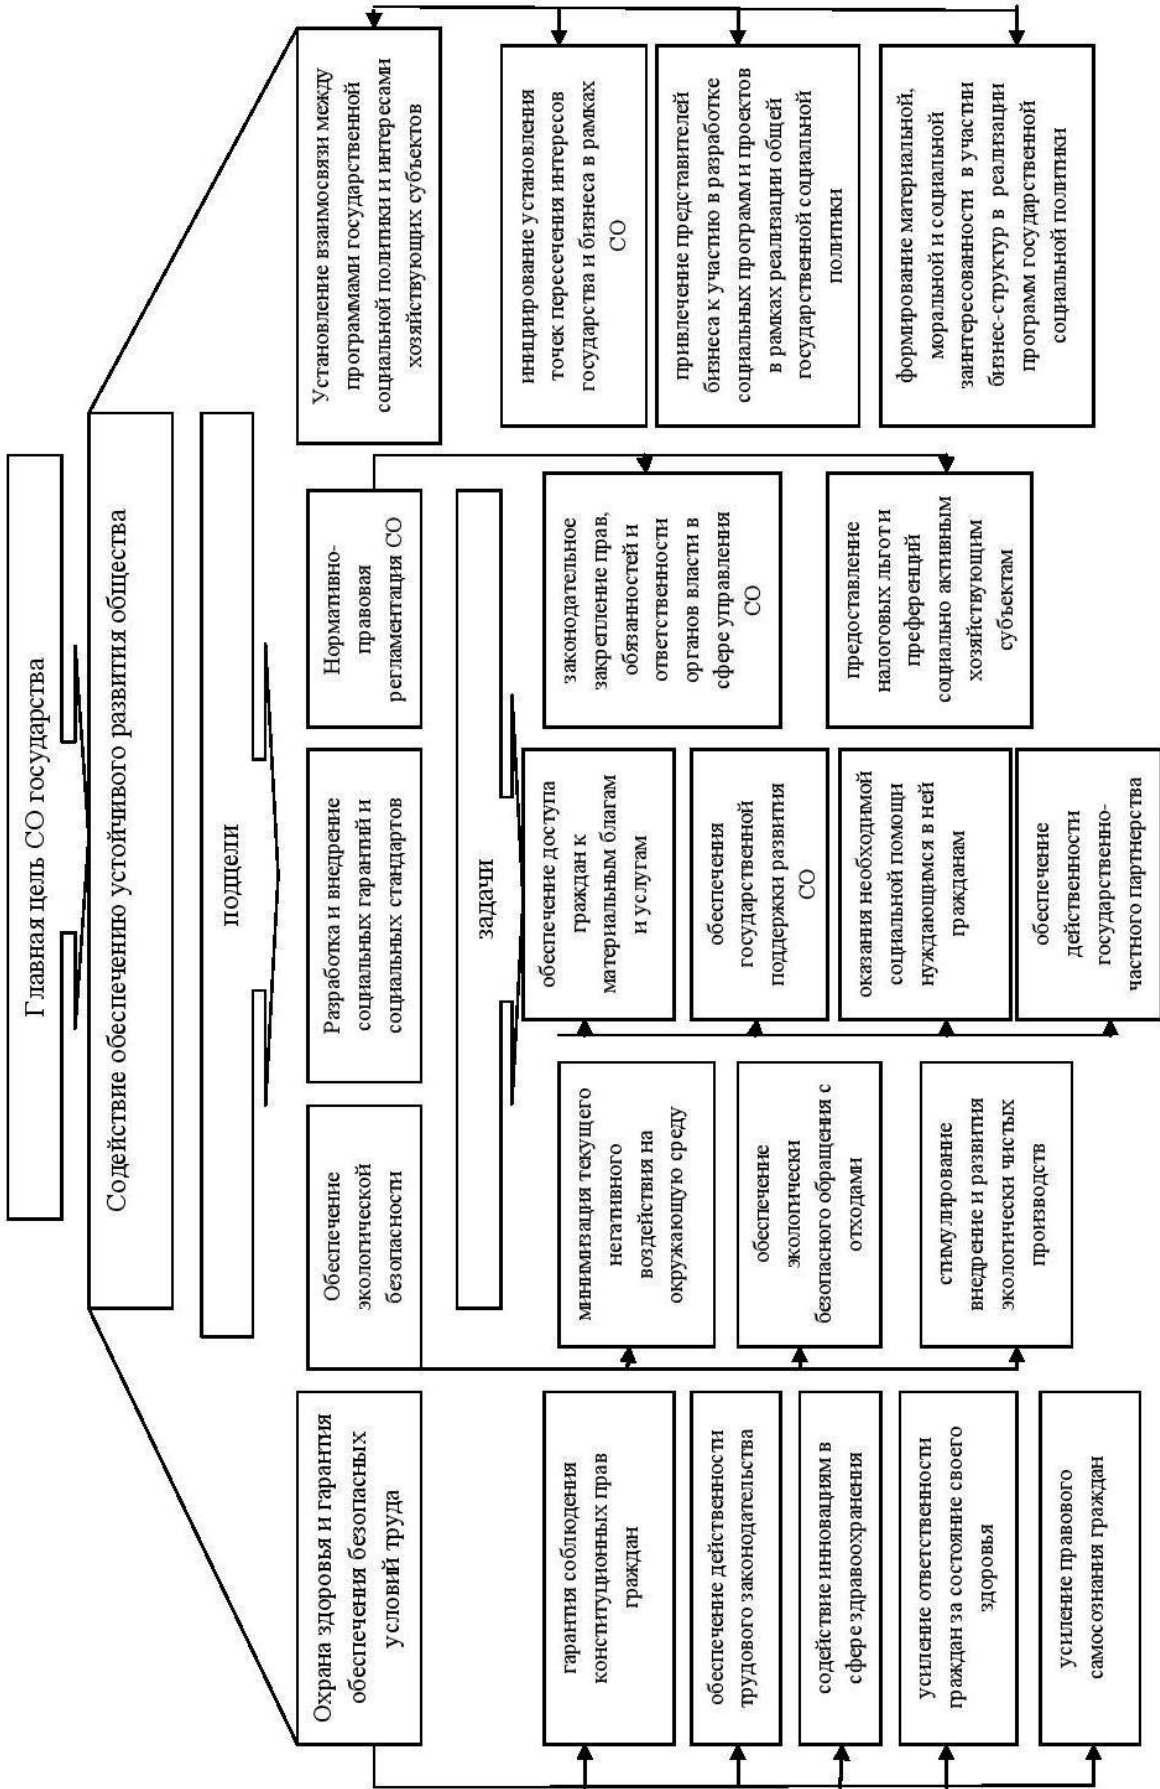 Главная цель СО государства
Содействие обеспечению устойчивого развития общества
подцели
Охрана здоровья и гарантия
обеспечения безопасных
условий труда
Обеспечение
экологической
безопасности
Разработка и внедрение
социальных гарантий и
социальных стандартов
Нормативно-
правовая
регламентация СО
Установление взаимосвязи между
программами государственной
социальной политики и интересами
хозяйствующих субъектов
задачи
гарантия соблюдения
конституционных прав
граждан
обеспечение действенности
трудового законодательства
содействие инновациям в
сфере здравоохранения
усиление ответственности
граждан за состояние своего
здоровья
усиление правового
самосознания граждан
минимизация текущего
негативного
воздействия на
окружающую среду
обеспечение
экологически
безопасного обращения с
отходами
стимулирование
внедрение и развития
экологически чистых
производств
обеспечение доступа
граждан к
материальным благам
и услугам
обеспечения
государственной
поддержки развития
СО
оказания необходимой
социальной помощи
нуждающимся в ней
гражданам
обеспечение
действенности
государственно-
частного партнерства
законодательное
закрепление прав,
обязанностей и
ответственности
органов власти в
сфере управления
СО
предоставление
налоговых льгот и
преференций
социально активным
хозяйствующим
субъектам
инициирование установления
точек пересечения интересов
государства и бизнеса в рамках
СО
привлечение представителей
бизнеса к участию в разработке
социальных программ и проектов
в рамках реализации общей
государственной социальной
политики
формирование материальной,
моральной и социальной
заинтересованности в участии
бизнес-структур в реализации
программ государственной
социальной политики